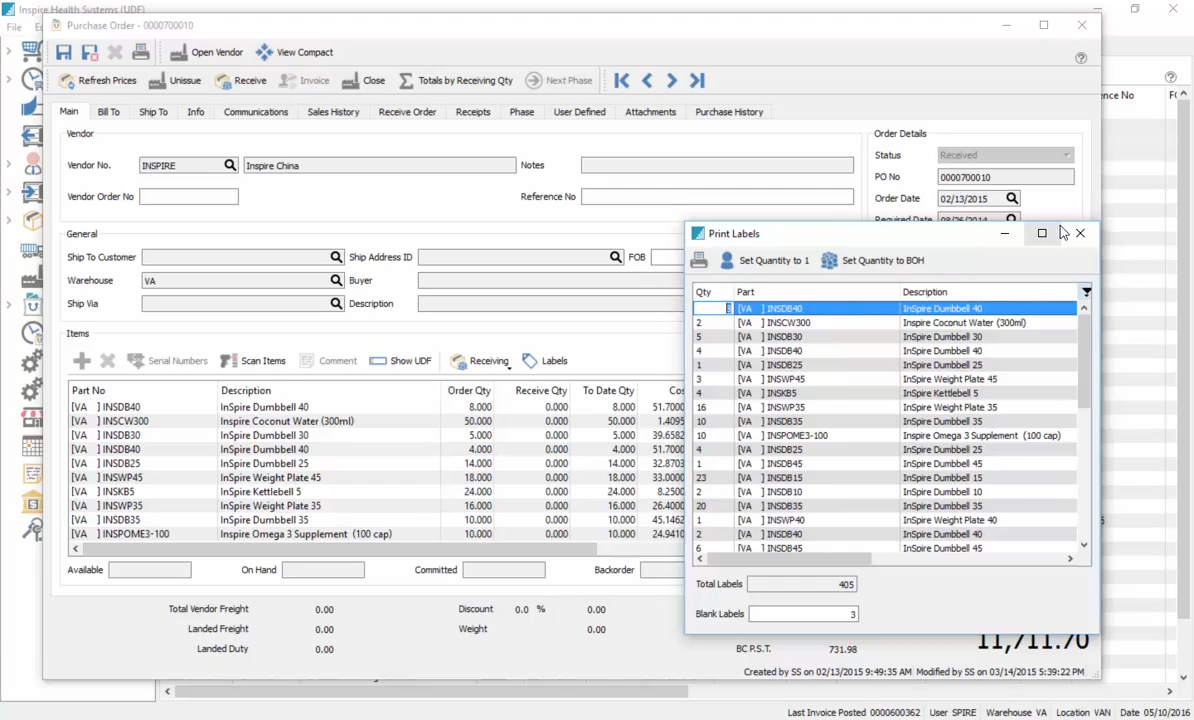 Inspire Health Systems (UDF)
File
Purchase Order - 0000700010
Open Vendor View Compact
Refresh Prices Unissue Receive Invoice Close Totals by Receiving Qty Next Phase
Main Bill To Ship To Info Communications Sales History Receive Order Receipts Phase User Defined Attachments Purchase History
Vendor
Vendor No. INSPIRE Inspire China Notes
Vendor Order No Reference No
Order Details
Status Received
PO No 0000700010
Order Date 02/13/2015
Required Date 08/26/2014
General
Ship To Customer Ship Address ID FOB
Warehouse VA Buyer
Ship Via Description
Items
Serial Numbers Scan Items Comment Show UDF Receiving Labels
Part No Description Order Qty Receive Qty To Date Qty
[VA ] INSDB40 InSpire Dumbbell 40 8.000 0.000 8.000 51.7000
[VA ] INSCW300 Inspire Coconut Water (300ml) 50.000 0.000 50.000 1.4095
[VA ] INSDB30 InSpire Dumbbell 30 5.000 0.000 5.000 39.6582
[VA ] INSDB40 InSpire Dumbbell 40 4.000 0.000 4.000 51.7000
[VA ] INSDB25 InSpire Dumbbell 25 14.000 0.000 14.000 32.8703
[VA ] INSWP45 InSpire Weight Plate 45 18.000 0.000 18.000 33.0000
[VA ] INSKB5 InSpire Kettlebell 5 24.000 0.000 24.000 8.2500
[VA ] INSWP35 InSpire Weight Plate 35 16.000 0.000 16.000 26.4000
[VA ] INSDB35 InSpire Dumbbell 35 10.000 0.000 10.000 45.1462
[VA ] INSPOME3-100 Inspire Omega 3 Supplement (100 cap) 10.000 0.000 10.000 24.9410
Available On Hand Committed Backorder
Total Vendor Freight 0.00 Discount 0.0 % 0.00
Landed Freight 0.00 Weight 0.00
Landed Duty 0.00
BC P.S.T. 731.98
11,711.70
Created by SS on 02/13/2015 9:49:35 AM Modified by SS on 03/14/2015 5:39:22 PM
Print Labels
Set Quantity to 1 Set Quantity to BOH
Qty Part Description
[VA ] INSDB40 InSpire Dumbbell 40
2 [VA ] INSCW300 Inspire Coconut Water (300ml)
5 [VA ] INSDB30 InSpire Dumbbell 30
4 [VA ] INSDB40 InSpire Dumbbell 40
1 [VA ] INSDB25 InSpire Dumbbell 25
3 [VA ] INSWP45 InSpire Weight Plate 45
4 [VA ] INSKB5 InSpire Kettlebell 5
16 [VA ] INSWP35 InSpire Weight Plate 35
10 [VA ] INSDB35 InSpire Dumbbell 35
10 [VA ] INSPOME3-100 Inspire Omega 3 Supplement (100 cap)
4 [VA ] INSDB25 InSpire Dumbbell 25
1 [VA ] INSDB45 InSpire Dumbbell 45
23 [VA ] INSDB15 InSpire Dumbbell 15
2 [VA ] INSDB10 InSpire Dumbbell 10
20 [VA ] INSDB35 InSpire Dumbbell 35
1 [VA ] INSWP40 InSpire Weight Plate 40
2 [VA ] INSDB40 InSpire Dumbbell 40
6 [VA ] INSDB45 InSpire Dumbbell 45
Total Labels 405
Blank Labels 3
Last Invoice Posted 0000600362 User SPIRE Warehouse VA Location VAN Date 05/10/2016